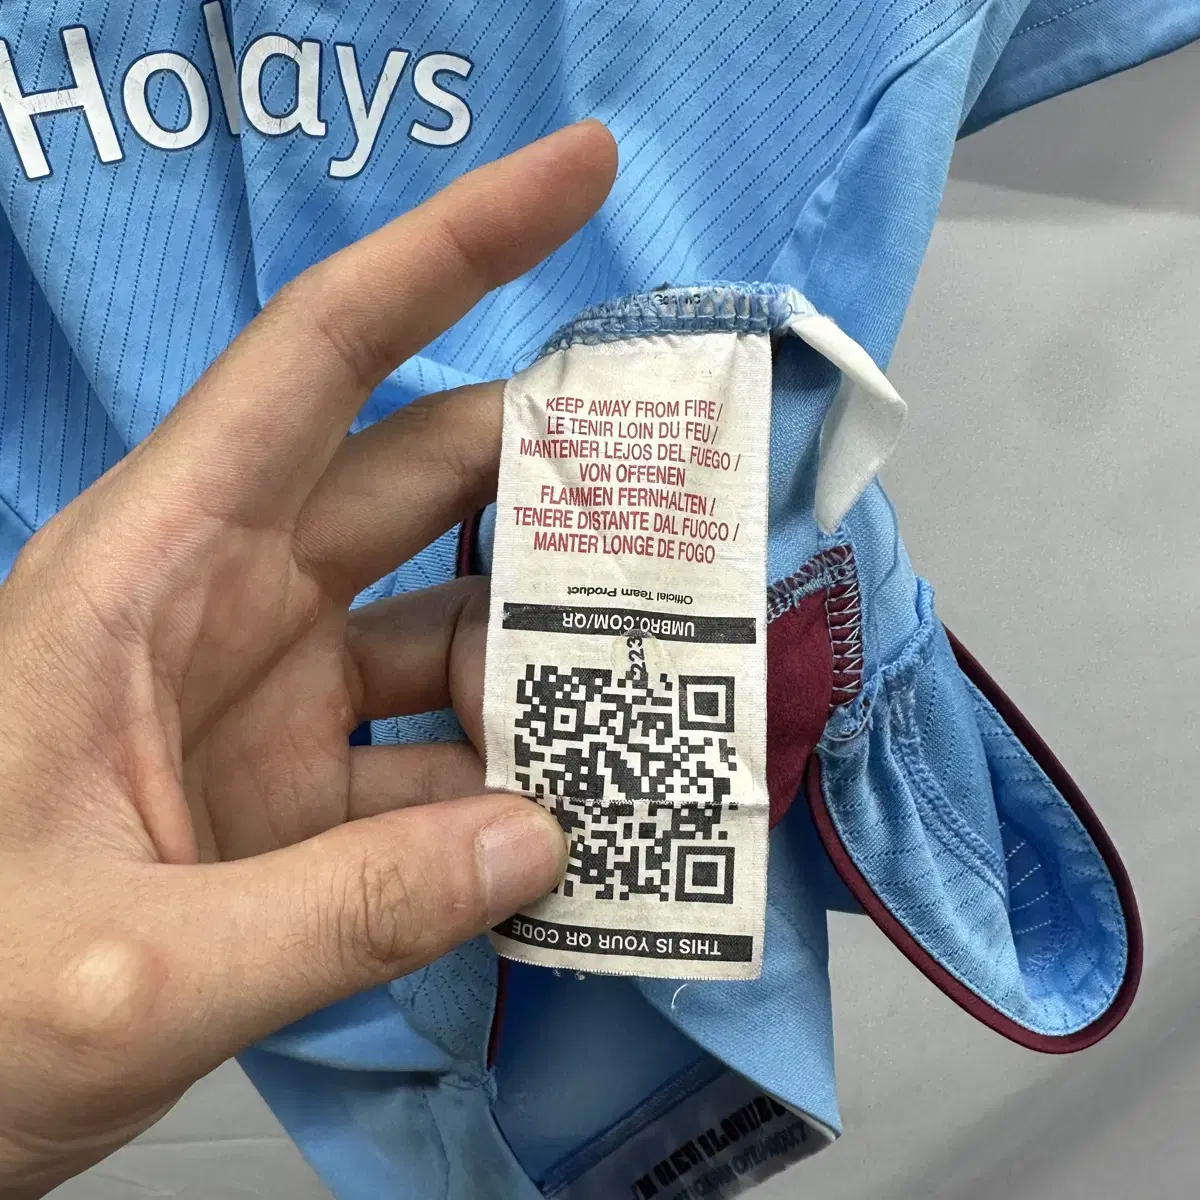 Holays
KEEP AWAY FROM FIRE/
LE TENIR LOIN DU FEU /
MANTENER LEJOS DEL FUEGO /
VON OFFENEN
FLAMMEN FERNHALTEN /
TENERE DISTANTE DAL FUOCO /
MANTER LONGE DE FOGO
Official Team Product
UMBRO.COM/QR
223
THIS IS YOUR QR CODE